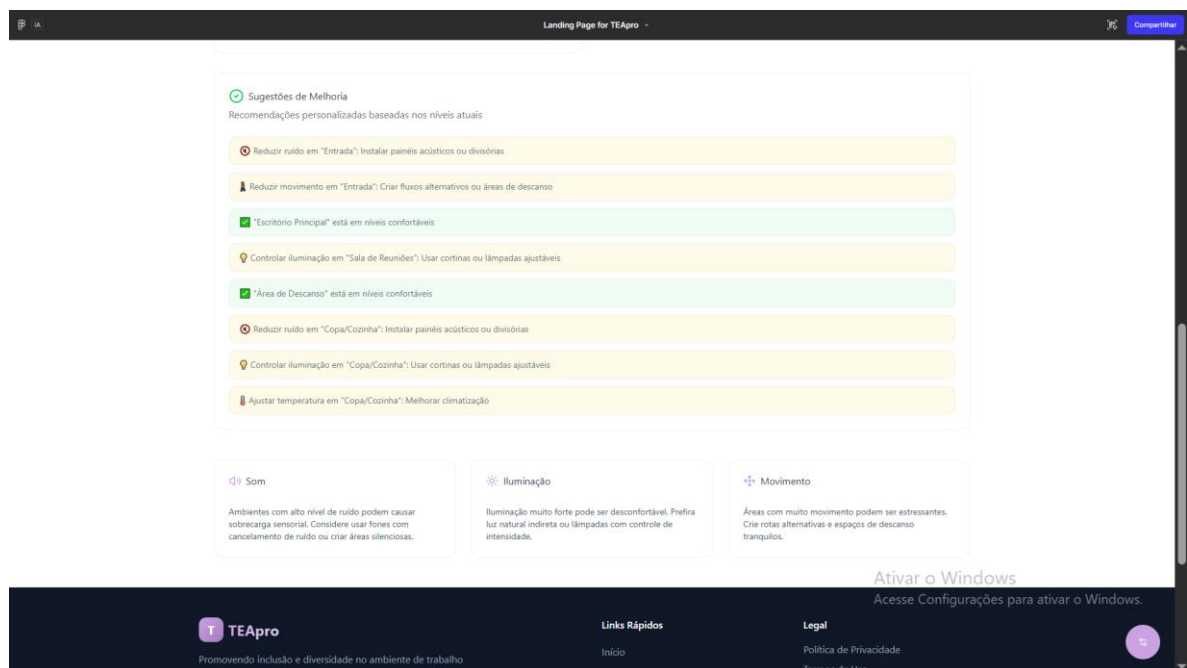 IA
Landing Page for TEApro
Compartilhar
Sugestões de Melhoria
Recomendações personalizadas baseadas nos níveis atuais
Reduzir ruído em "Entrada": Instalar painéis acústicos ou divisórias
Reduzir movimento em "Entrada": Criar fluxos alternativos ou áreas de descanso
"Escritório Principal" está em níveis confortáveis
Controlar iluminação em "Sala de Reuniões": Usar cortinas ou lâmpadas ajustáveis
"Área de Descanso" está em níveis confortáveis
Reduzir ruído em "Copa/Cozinha": Instalar painéis acústicos ou divisórias
Controlar iluminação em "Copa/Cozinha": Usar cortinas ou lâmpadas ajustáveis
Ajustar temperatura em "Copa/Cozinha": Melhorar climatização
Som
Ambientes com alto nível de ruído podem causar
sobrecarga sensorial. Considere usar fones com
cancelamento de ruído ou criar áreas silenciosas.
Iluminação
Iluminação muito forte pode ser desconfortável. Prefira
luz natural indireta ou lâmpadas com controle de
intensidade.
Movimento
Áreas com muito movimento podem ser estressantes.
Crie rotas alternativas e espaços de descanso
tranquilos.
Ativar o Windows
Acesse Configurações para ativar o Windows.
T TEApro
Promovendo inclusão e diversidade no ambiente de trabalho
Links Rápidos
Início
Legal
Política de Privacidade